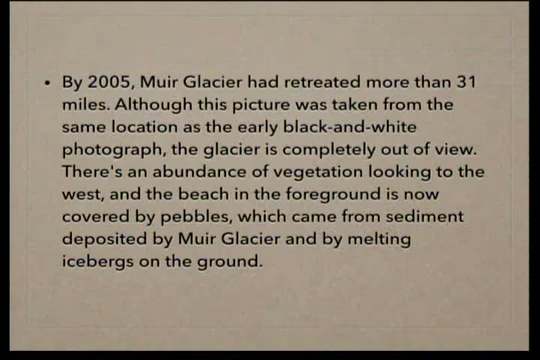 • By 2005, Muir Glacier had retreated more than 31
miles. Although this picture was taken from the
same location as the early black-and-white
photograph, the glacier is completely out of view.
There's an abundance of vegetation looking to the
west, and the beach in the foreground is now
covered by pebbles, which came from sediment
deposited by Muir Glacier and by melting
icebergs on the ground.